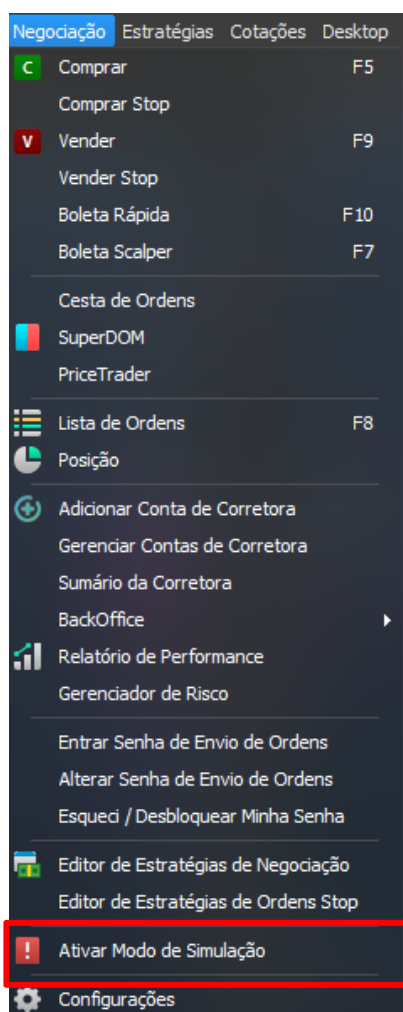 Negociação Estratégias Cotações Desktop
C Comprar F5
Comprar Stop
V Vender F9
Vender Stop
Boleta Rápida F10
Boleta Scalper F7
Cesta de Ordens
SuperDOM
PriceTrader
Lista de Ordens F8
Posição
Adicionar Conta de Corretora
Gerenciar Contas de Corretora
Sumário da Corretora
BackOffice
Relatório de Performance
Gerenciador de Risco
Entrar Senha de Envio de Ordens
Alterar Senha de Envio de Ordens
Esqueci / Desbloquear Minha Senha
Editor de Estratégias de Negociação
Editor de Estratégias de Ordens Stop
! Ativar Modo de Simulação
Configurações